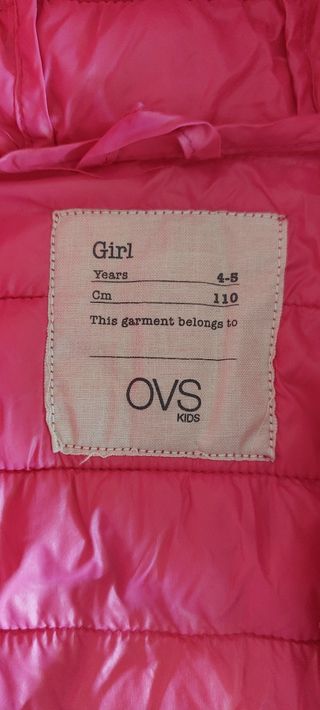 Girl
Years 4-5
Cm 110
This garment belongs to
OVS
KIDS